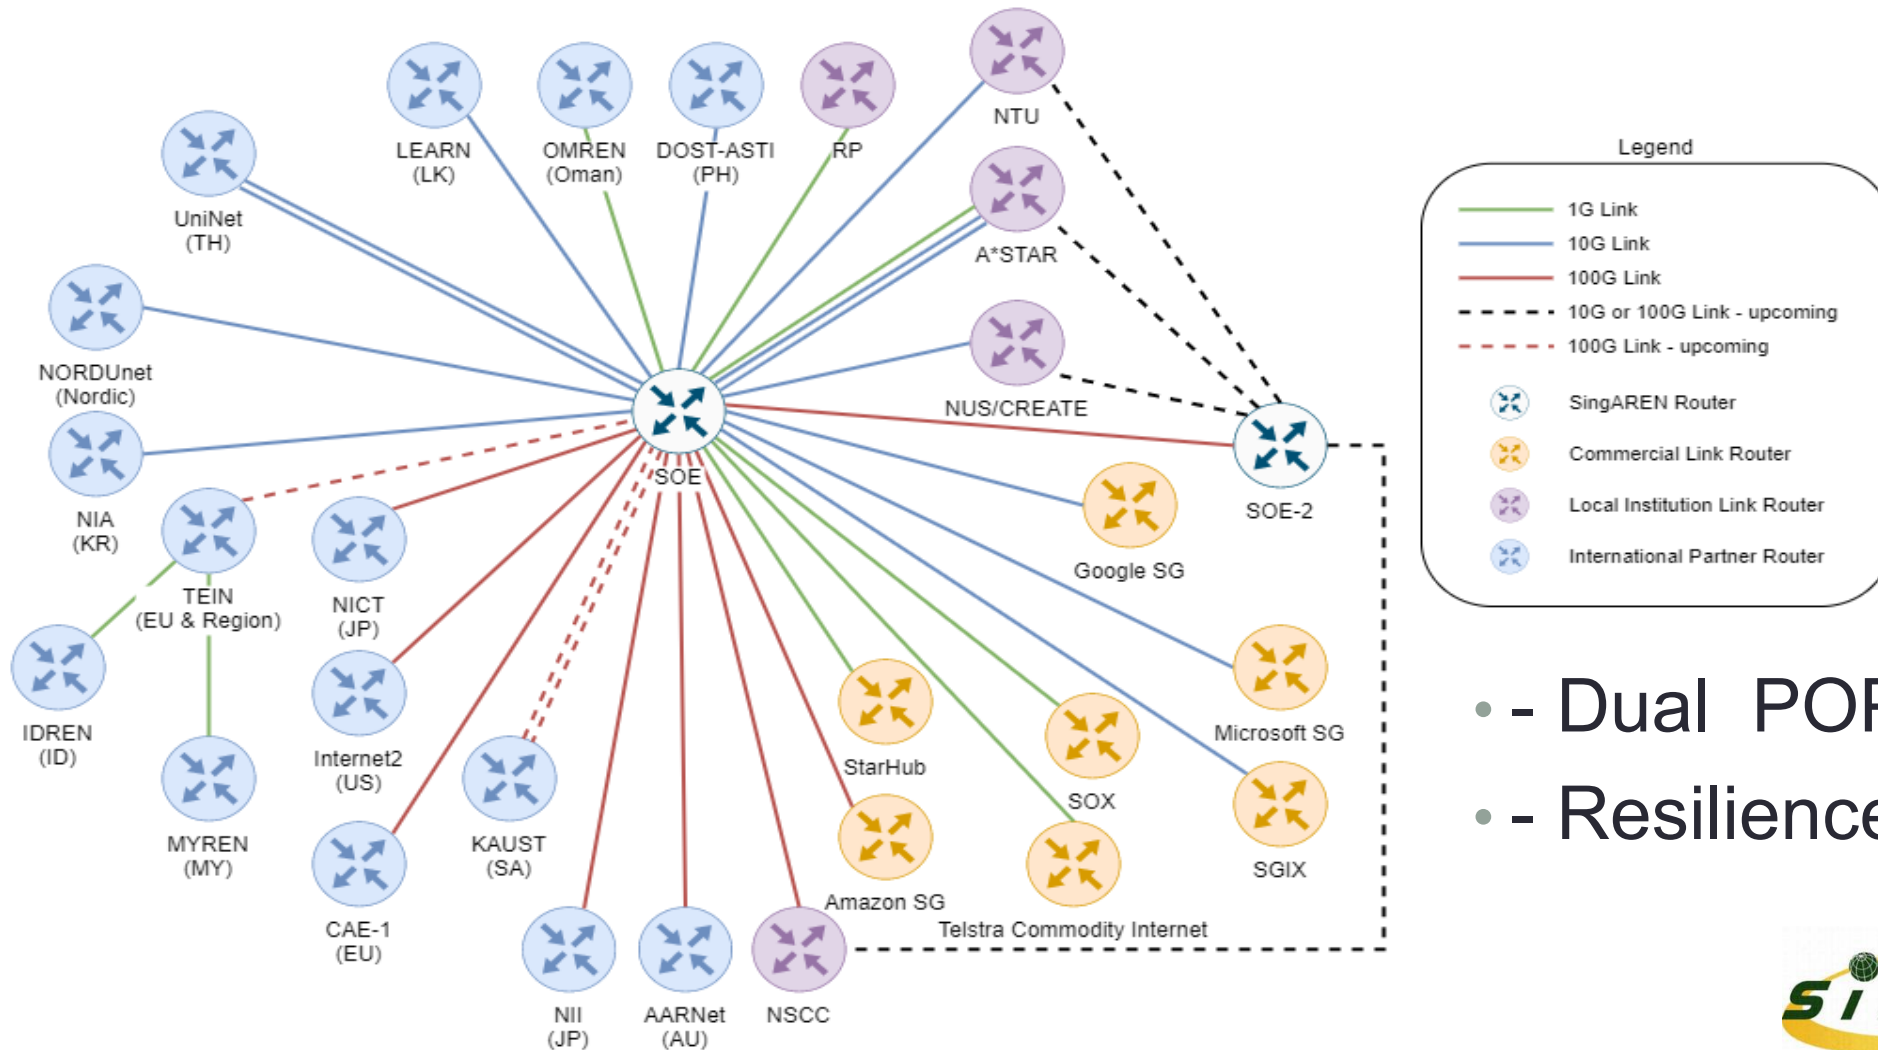 LEARN
(LK)
OMREN
(Oman)
DOST-ASTI
(PH)
RP
NTU
UniNet
(TH)
A*STAR
NORDUnet
(Nordic)
NUS/CREATE
NIA
(KR)
SOE
SOE-2
Google SG
TEIN
(EU & Region)
NICT
(JP)
IDREN
(ID)
Internet2
(US)
StarHub
Microsoft SG
SOX
MYREN
(MY)
KAUST
(SA)
SGIX
Amazon SG
CAE-1
(EU)
Telstra Commodity Internet
NII
(JP)
AARNet
(AU)
NSCC
Legend
1G Link
10G Link
100G Link
10G or 100G Link - upcoming
100G Link - upcoming
SingAREN Router
Commercial Link Router
Local Institution Link Router
International Partner Router
• - Dual POP
• - Resilience
Si